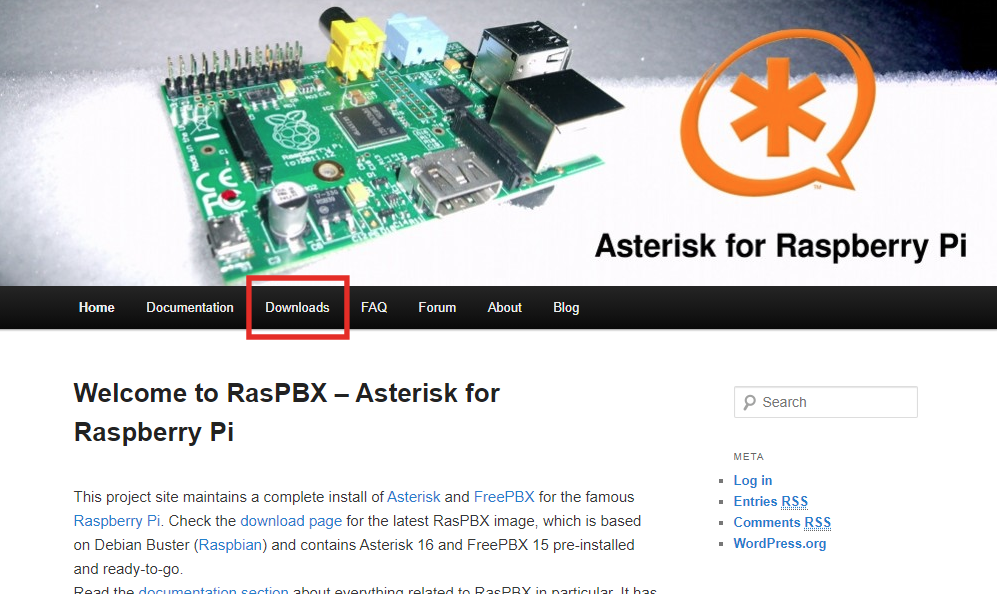 Raspberry Pi
Asterisk for Raspberry Pi
™
Home Documentation Downloads FAQ Forum About Blog
Welcome to RasPBX – Asterisk for
Raspberry Pi
Search
This project site maintains a complete install of Asterisk and FreePBX for the famous
Raspberry Pi. Check the download page for the latest RasPBX image, which is based
on Debian Buster (Raspbian) and contains Asterisk 16 and FreePBX 15 pre-installed
and ready-to-go.
Read the documentation section about everything related to RasPBX in particular. It has
META
Log in
Entries RSS
Comments RSS
WordPress.org